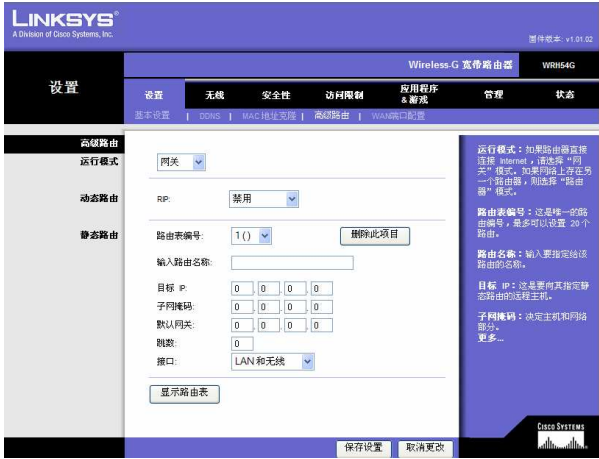 LINKSYS®
A Division of Cisco Systems, Inc.
固件版本: v1.01.02
Wireless-G 宽带路由器 WRH54G
设置
设置 无线 安全性 访问限制 应用程序 & 游戏 管理 状态
基本设置 | DDNS | MAC地址克隆 | 高级路由 | WAN端口配置
高级路由
运行模式
网关
动态路由
RIP:
禁用
静态路由
路由表编号:
1 ()
删除此项目
输入路由名称:
目标 IP:
0 . 0 . 0 . 0
子网掩码:
0 . 0 . 0 . 0
默认网关:
0 . 0 . 0 . 0
跳数:
0
接口:
LAN 和无线
显示路由表
运行模式：如果路由器直接
连接 Internet，请选择“网
关”模式。如果网络上存在另
一个路由器，则选择“路由
器”模式。
路由表编号：这是唯一的路
由编号，最多可以设置 20个
路由。
路由名称：输入要指定给该
路由的名称。
目标 IP：这是要向其指定静
态路由的远程主机。
子网掩码：决定主机和网络
部分。
更多...
保存设置
取消更改
CISCO SYSTEMS